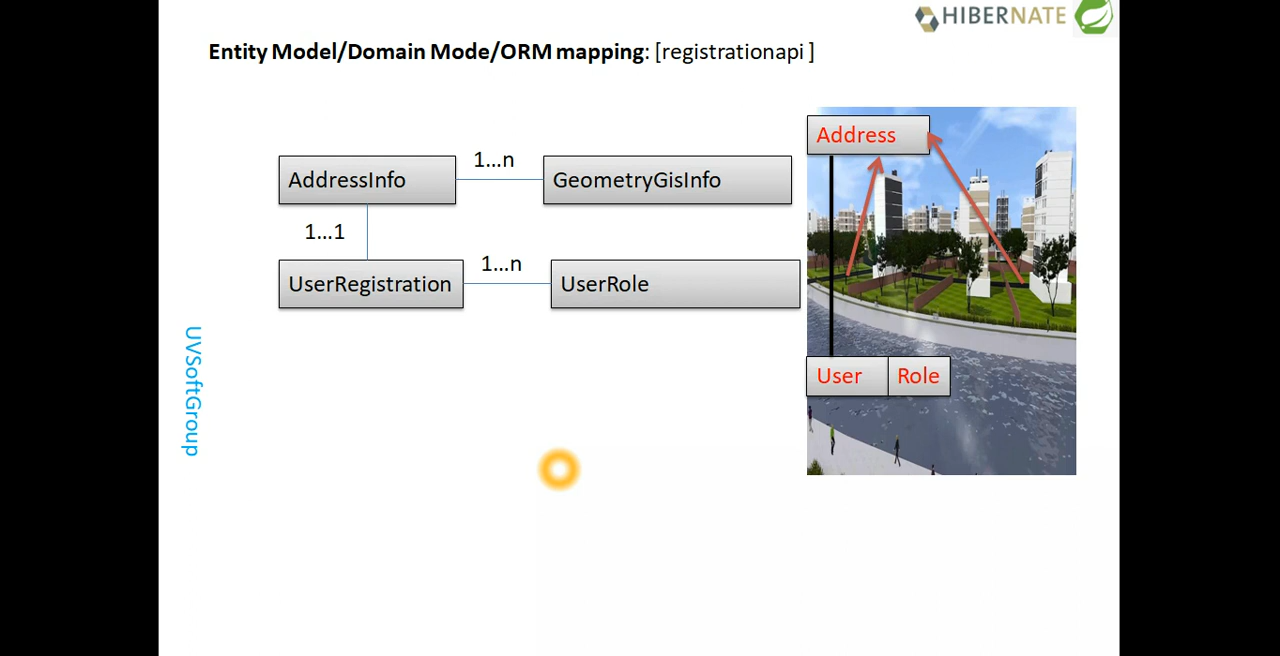 HIBERNATE
Entity Model/Domain Mode/ORM mapping: [registrationapi ]
Address
1...n
AddressInfo
GeometryGisInfo
1...1
1...n
UserRegistration
UserRole
UVSoftGroup
User
Role